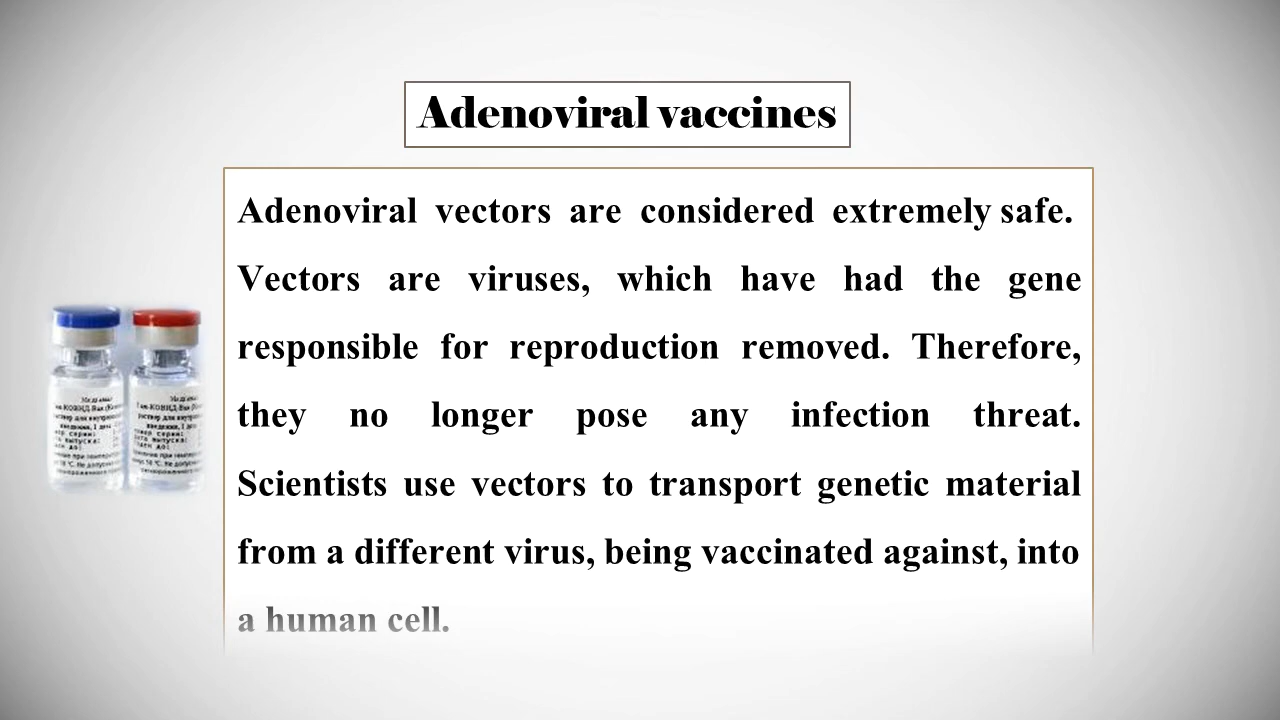 Adenoviral vaccines
Adenoviral vectors are considered extremely safe.
Vectors are viruses, which have had the gene
responsible for reproduction removed. Therefore,
they no longer pose any infection threat.
Scientists use vectors to transport genetic material
from a different virus, being vaccinated against, into
a human cell.